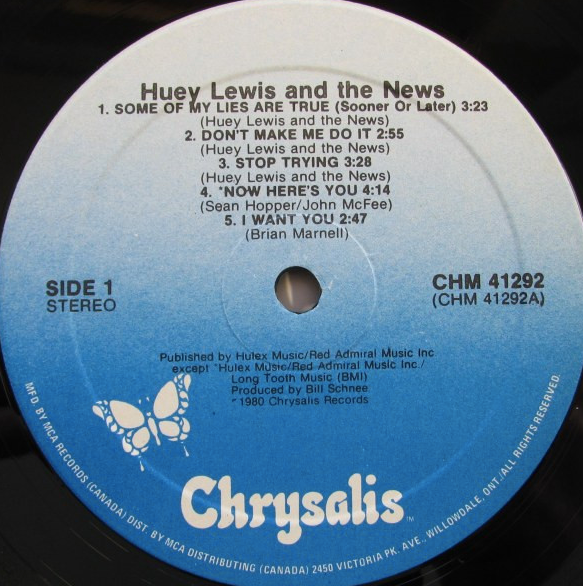 Huey Lewis and the News
1. SOME OF MY LIES ARE TRUE (Sooner Or Later) 3:23
(Huey Lewis and the News)
2. DON'T MAKE ME DO IT 2:55
(Huey Lewis and the News)
3. STOP TRYING 3:28
(Huey Lewis and the News)
4. *NOW HERE'S YOU 4:14
(Sean Hopper/John McFee)
5. I WANT YOU 2:47
(Brian Marnell)
SIDE 1
STEREO
CHM 41292
(CHM 41292A)
Published by Hulex Music/Red Admiral Music Inc
except *Hulex Music/Red Admiral Music Inc./
Long Tooth Music (BMI)
Produced by Bill Schnee
℗ 1980 Chrysalis Records
Chrysalis™
MFD BY MCA RECORDS (CANADA) DIST. BY MCA DISTRIBUTING (CANADA) 2450 VICTORIA PK. AVE., WILLOWDALE, ONT./ALL RIGHTS RESERVED.